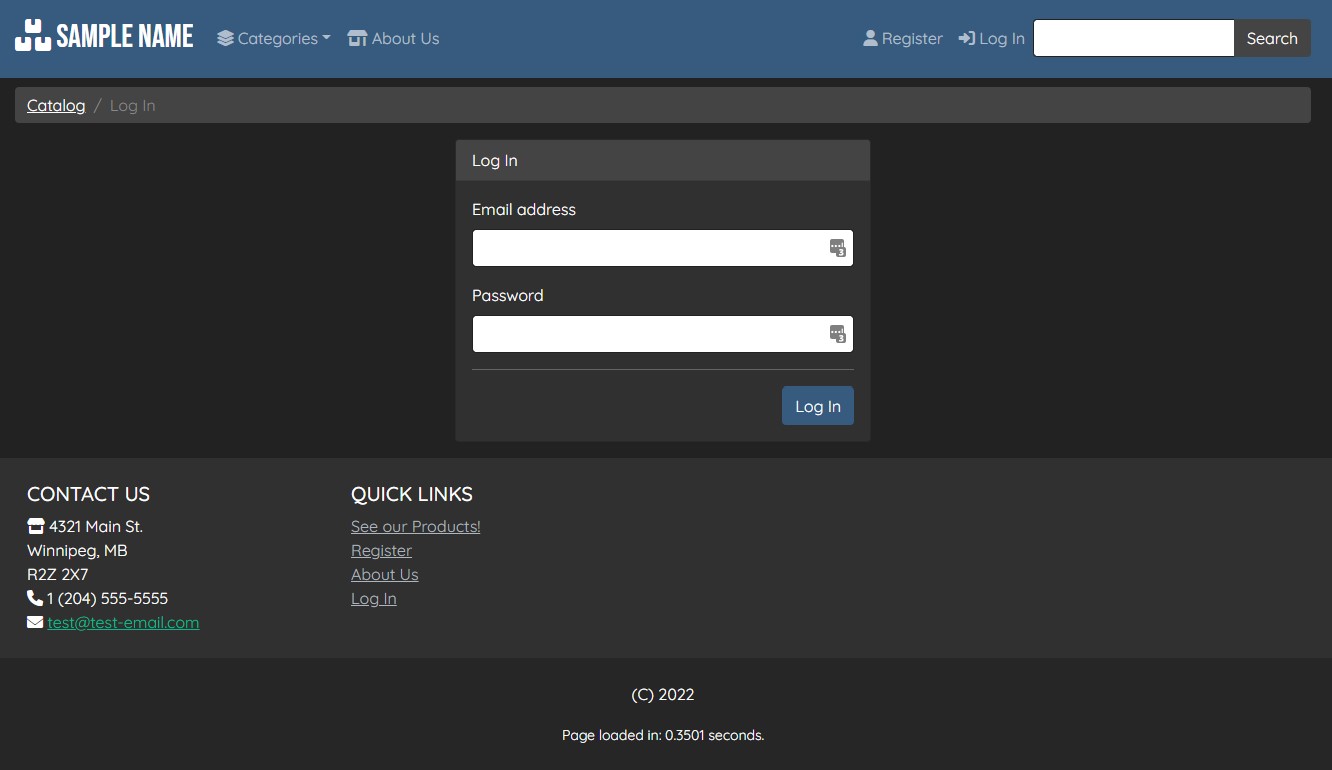 SAMPLE NAME Categories About Us Register Log In Search
Catalog / Log In
Log In
Email address
Password
Log In
CONTACT US
4321 Main St.
Winnipeg, MB
R2Z 2X7
1 (204) 555-5555
test@test-email.com
QUICK LINKS
See our Products!
Register
About Us
Log In
(C) 2022
Page loaded in: 0.3501 seconds.